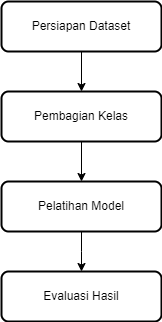 Persiapan Dataset
Pembagian Kelas
Pelatihan Model
Evaluasi Hasil